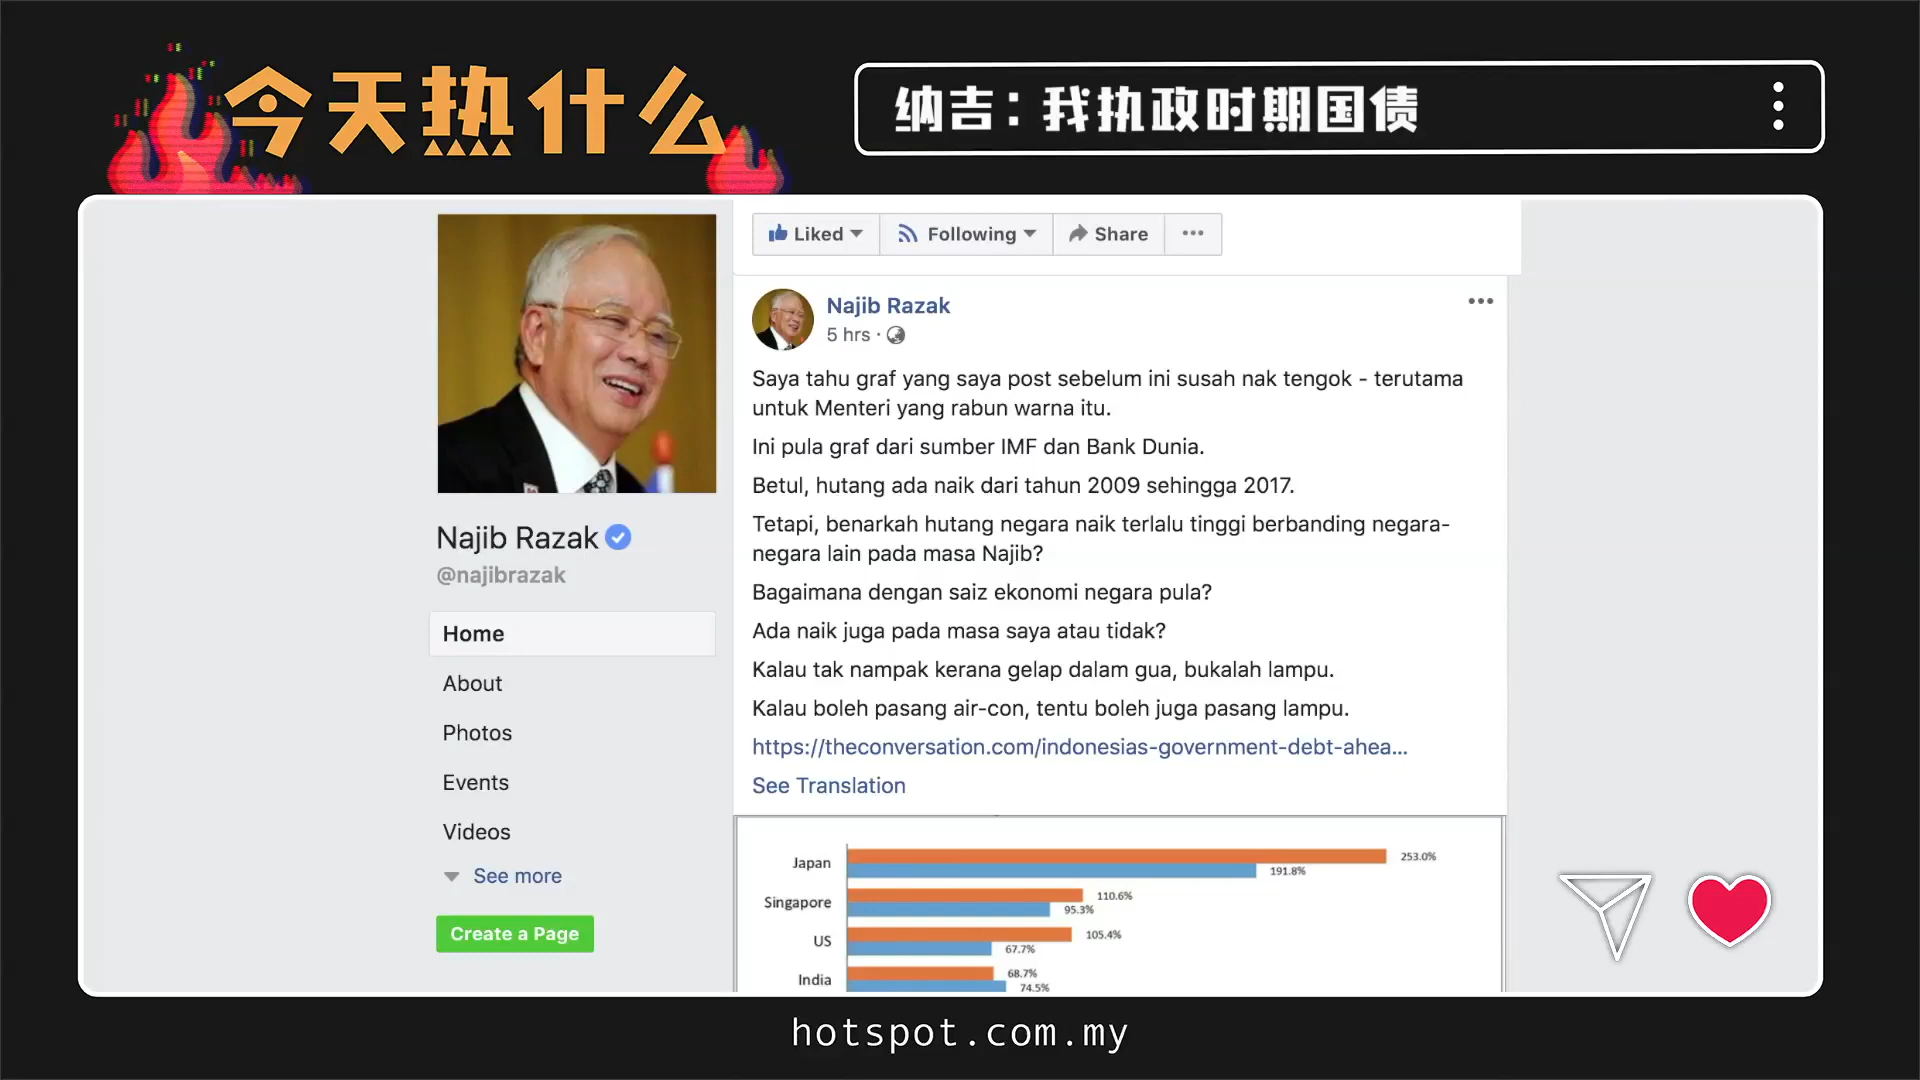 今天热什么
纳吉：我执政时期国债
Liked
Following
Share
Najib Razak
5 hrs ·
Saya tahu graf yang saya post sebelum ini susah nak tengok - terutama
untuk Menteri yang rabun warna itu.
Ini pula graf dari sumber IMF dan Bank Dunia.
Betul, hutang ada naik dari tahun 2009 sehingga 2017.
Tetapi, benarkah hutang negara naik terlalu tinggi berbanding negara-
negara lain pada masa Najib?
Bagaimana dengan saiz ekonomi negara pula?
Ada naik juga pada masa saya atau tidak?
Kalau tak nampak kerana gelap dalam gua, bukalah lampu.
Kalau boleh pasang air-con, tentu boleh juga pasang lampu.
https://theconversation.com/indonesias-government-debt-ahea...
See Translation
Najib Razak
@najibrazak
Home
About
Photos
Events
Videos
See more
Create a Page
Japan 253.0%
191.8%
Singapore 110.6%
95.3%
US 105.4%
67.7%
India 68.7%
74.5%
hotspot.com.my